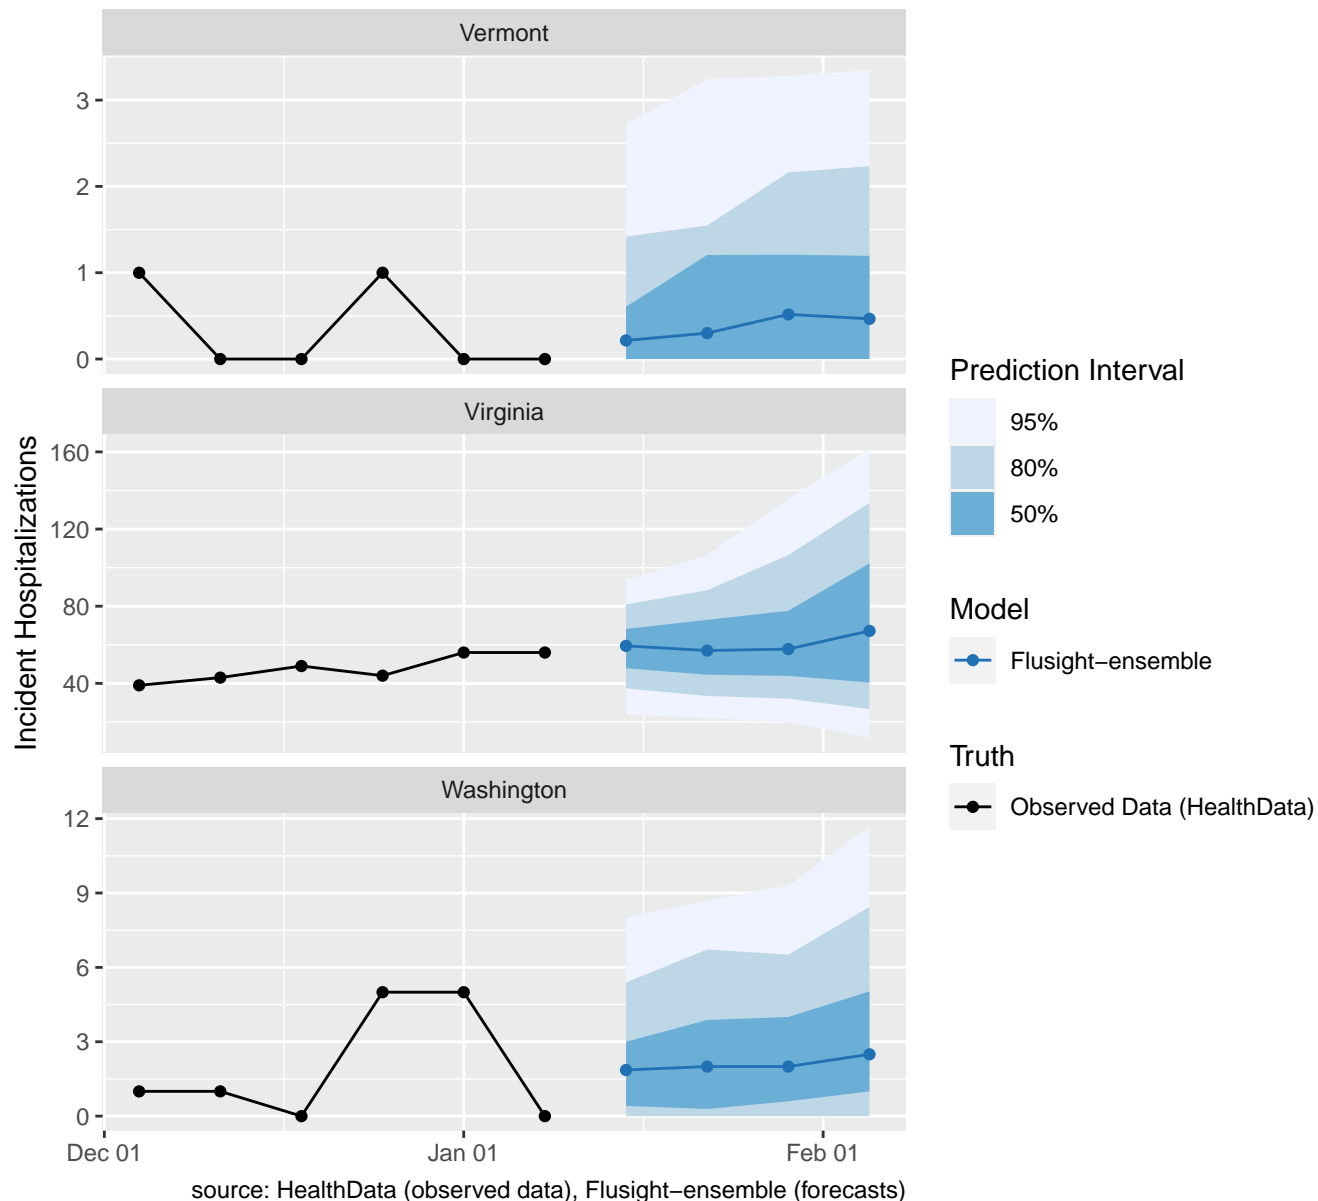 Vermont
3
2
1
0
Virginia
160
120
80
40
Washington
12
9
6
3
0
Dec 01
Jan 01
Feb 01
Incident Hospitalizations
source: HealthData (observed data), Flusight−ensemble (forecasts)
Prediction Interval
95%
80%
50%
Model
Flusight−ensemble
Truth
Observed Data (HealthData)